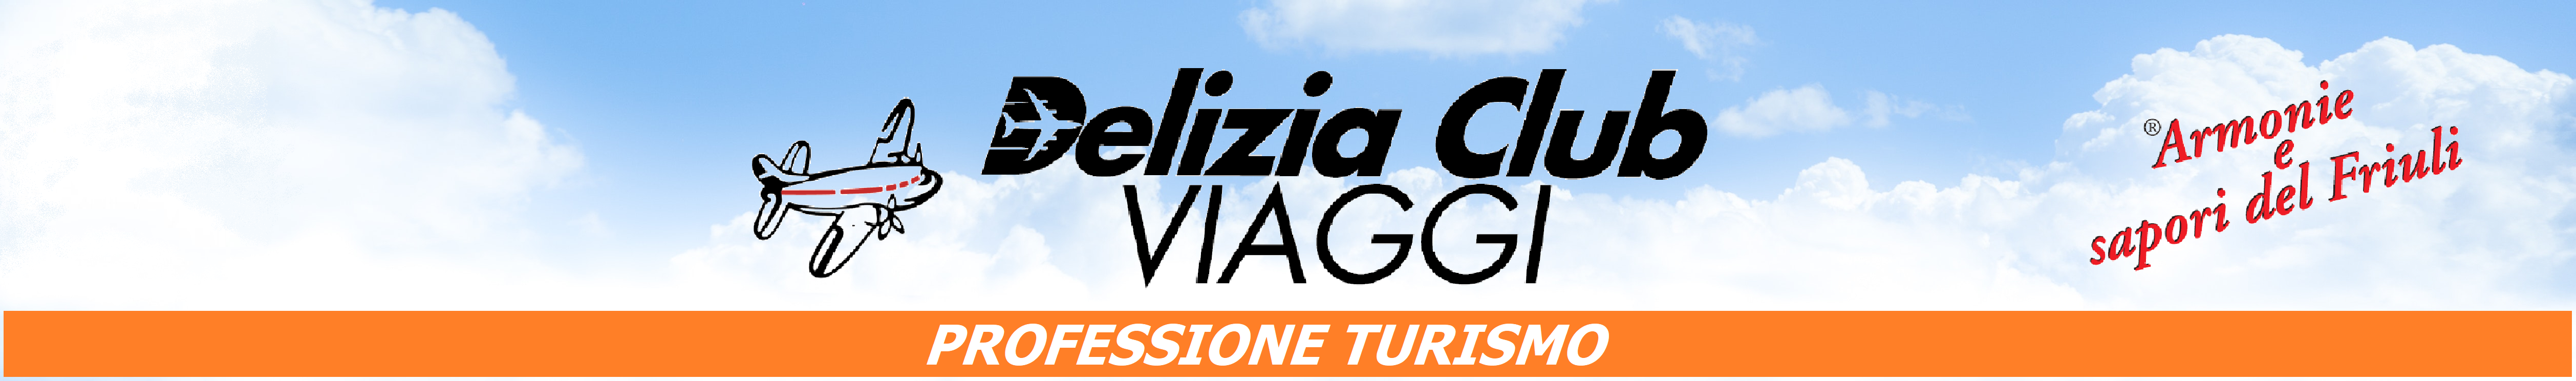 Delizia Club
VIAGGI
®Armonie
e
sapori del Friuli
PROFESSIONE TURISMO